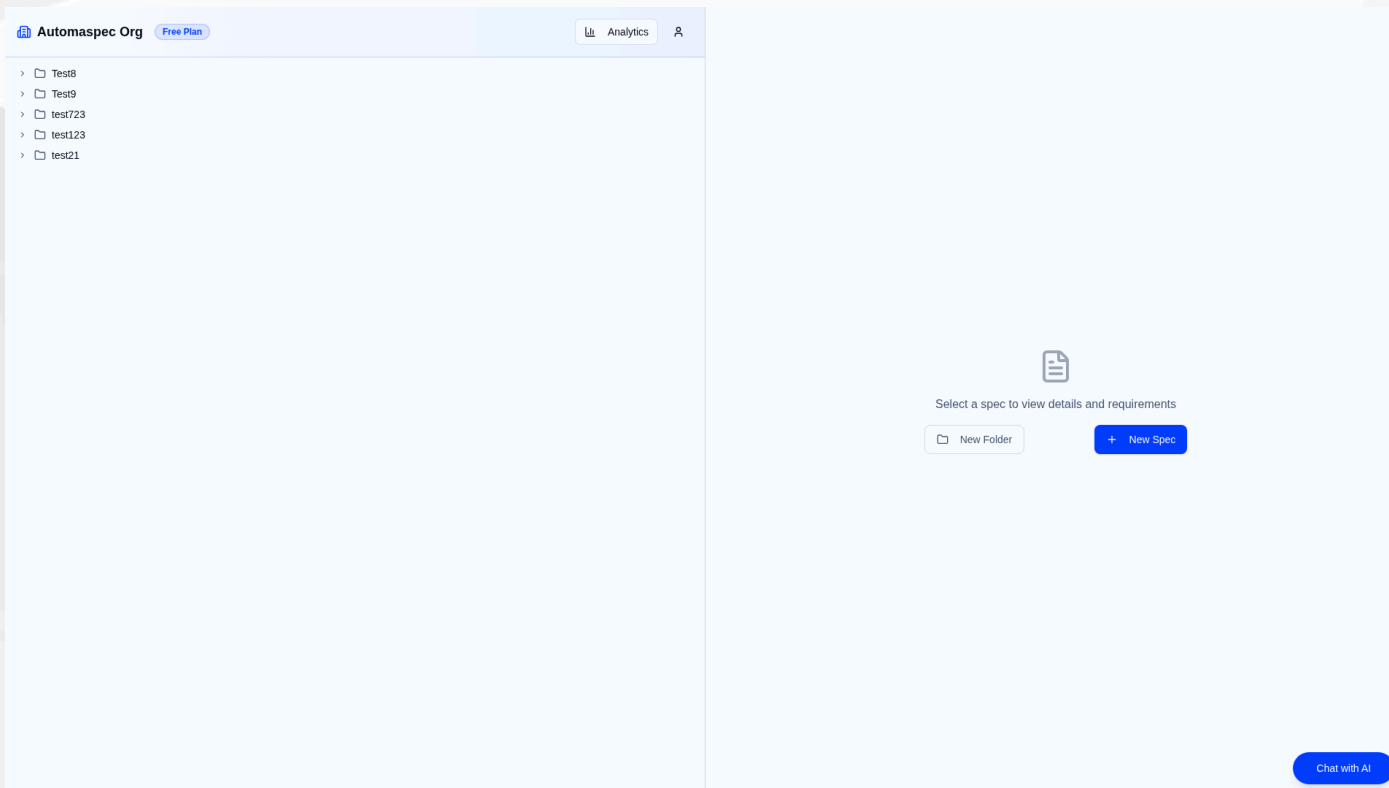 Automaspec Org Free Plan Analytics
Test8
Test9
test723
test123
test21
Select a spec to view details and requirements
New Folder New Spec
Chat with AI